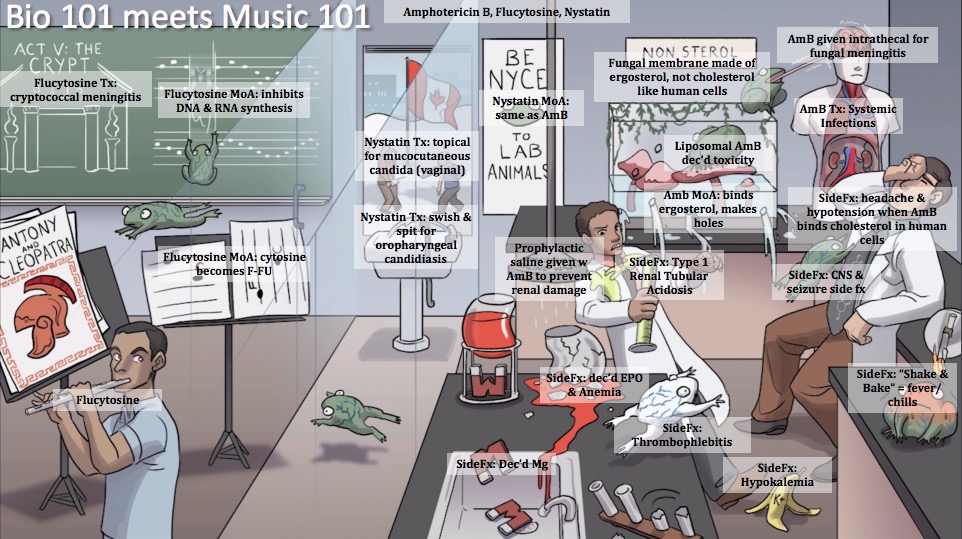 Bio 101 meets Music 101
Amphotericin B, Flucytosine, Nystatin
ACT V: THE
CRYPT
Flucytosine Tx:
cryptococcal meningitis
Flucytosine MoA: inhibits
DNA & RNA synthesis
BE
NYCE
Nystatin MoA:
same as AmB
TO
LAB
ANIMALS
NON STEROL
Fungal membrane made of
ergosterol, not cholesterol
like human cells
AmB given intrathecal for
fungal meningitis
AmB Tx: Systemic
Infections
Nystatin Tx: topical
for mucocutaneous
candida (vaginal)
Liposomal AmB
dec'd toxicity
Amb MoA: binds
ergosterol, makes
holes
SideFx: headache &
hypotension when AmB
binds cholesterol in human
cells
Nystatin Tx: swish &
spit for
oropharyngeal
candidiasis
ANTONY
AND
CLEOPATRA
Flucytosine MoA: cytosine
becomes F-FU
Prophylactic
saline given w
AmB to prevent
renal damage
SideFx: Type 1
Renal Tubular
Acidosis
SideFx: CNS &
seizure side fx
Flucytosine
SideFx: dec'd EPO
& Anemia
SideFx: “Shake &
Bake” = fever/
chills
SideFx:
Thrombophlebitis
SideFx: Dec'd Mg
SideFx:
Hypokalemia
K+